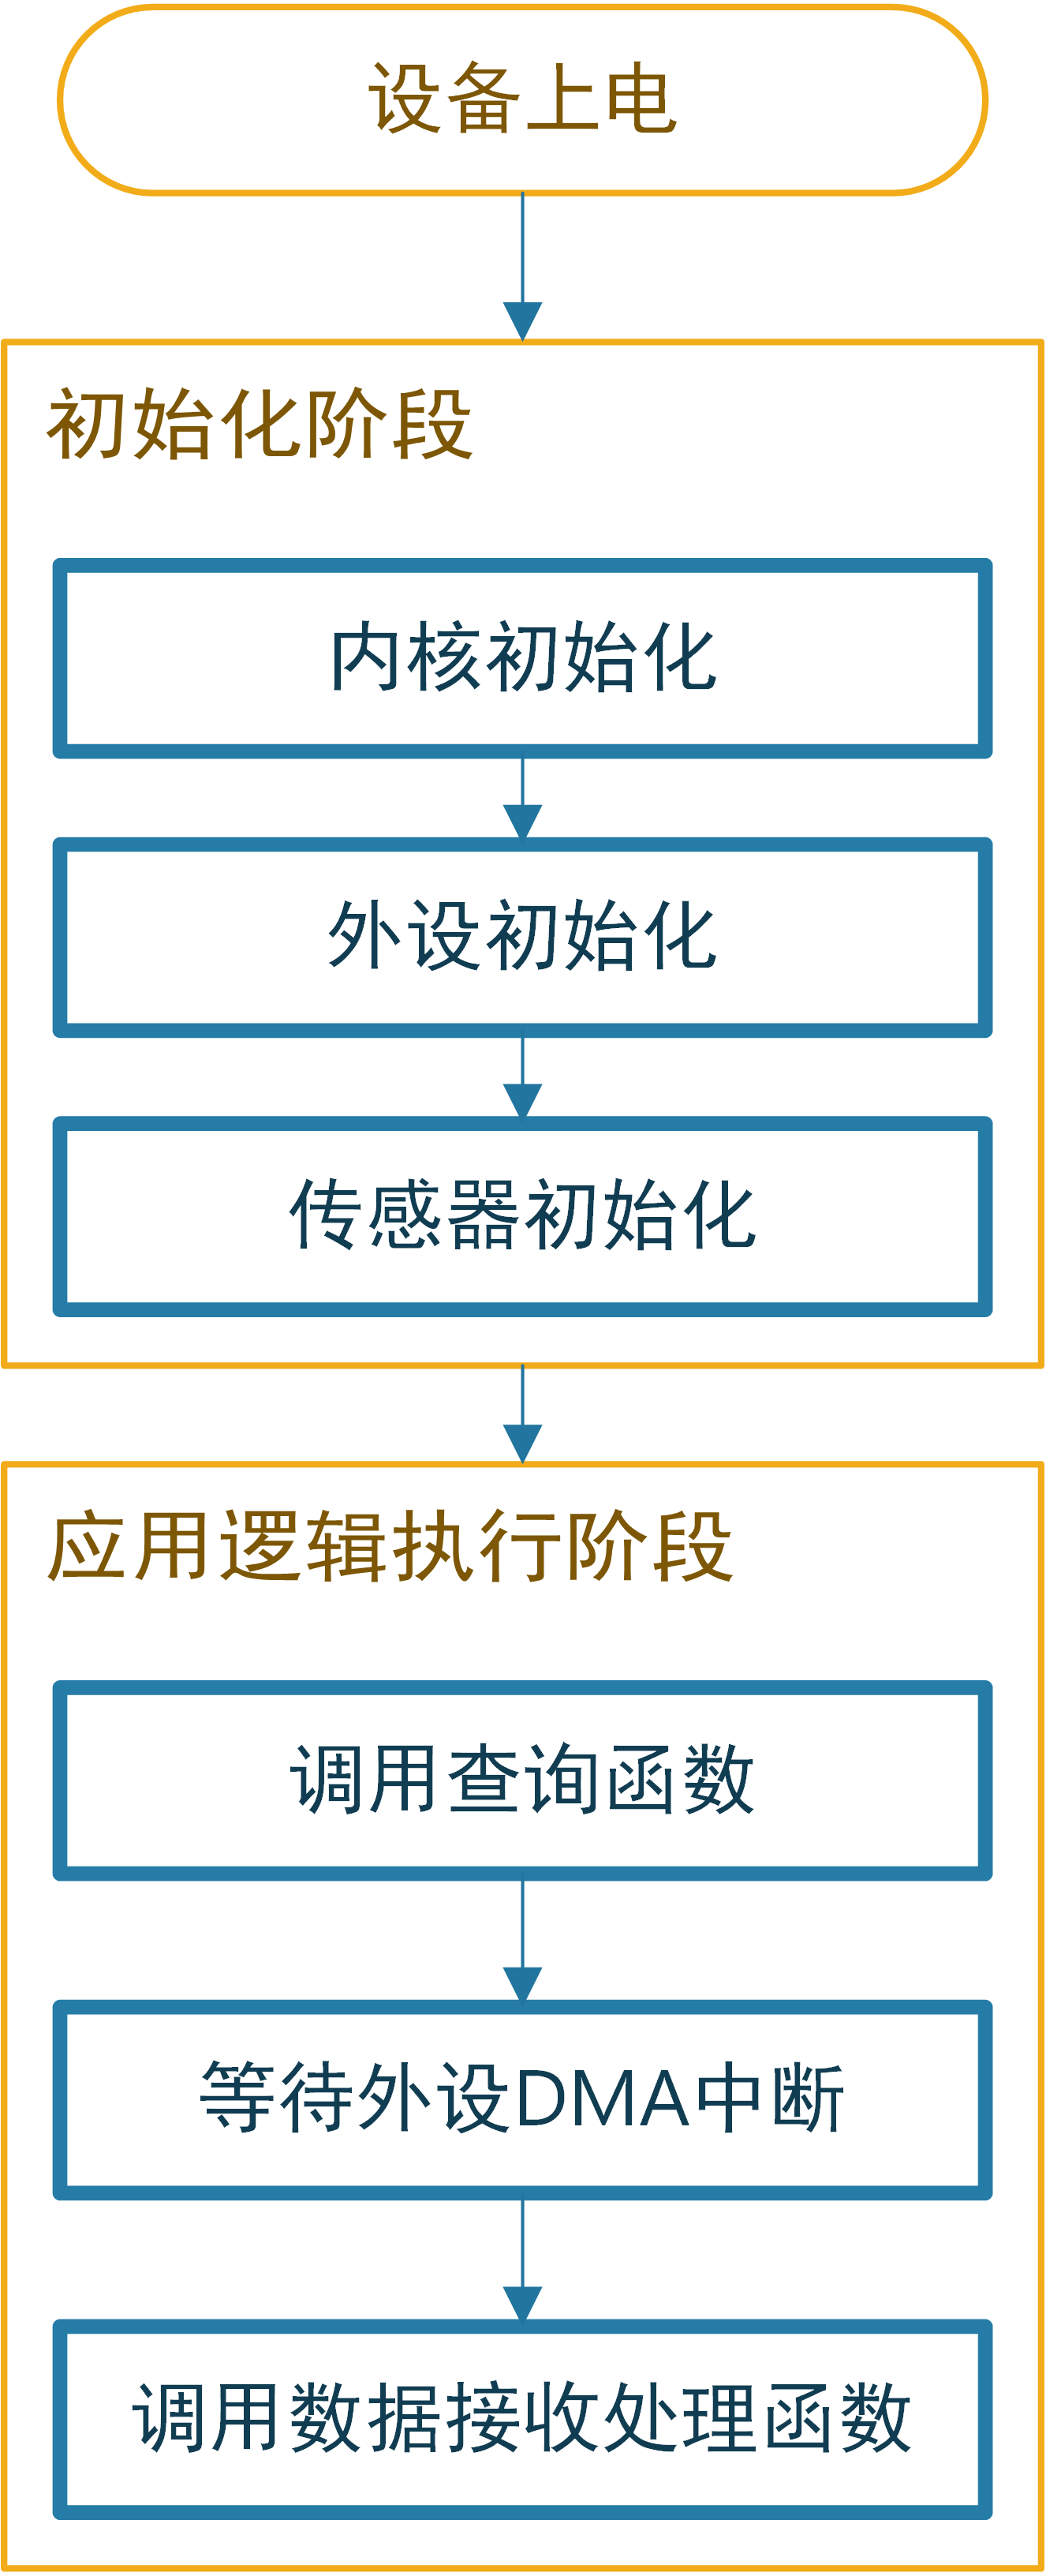 设备上电
初始化阶段
内核初始化
外设初始化
传感器初始化
应用逻辑执行阶段
调用查询函数
等待外设DMA中断
调用数据接收处理函数